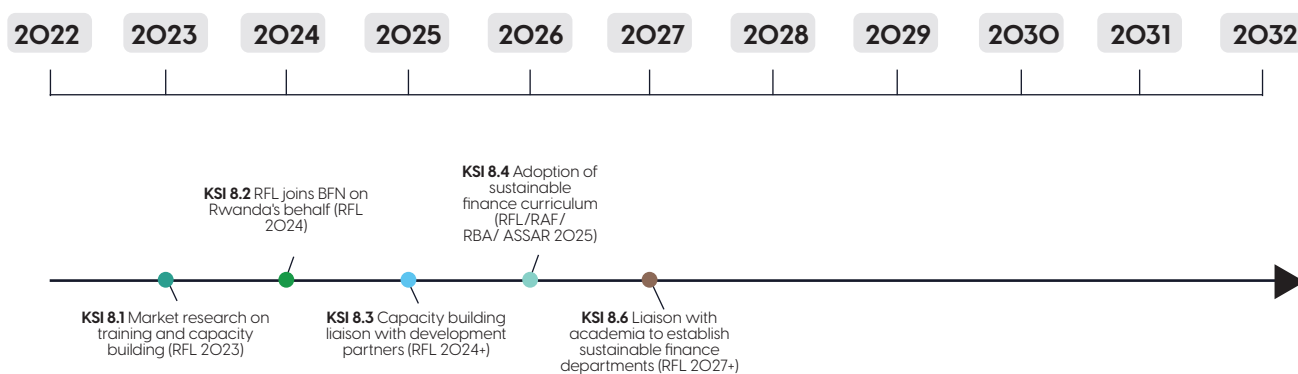 2022 2023 2024 2025 2026 2027 2028 2029 2030 2031 2032
KSI 8.4 Adoption of
sustainable
finance curriculum
(RFL/RAF/
RBA/ ASSAR 2025)
KSI 8.2 RFL joins BFN on
Rwanda's behalf (RFL
2024)
KSI 8.1 Market research on
training and capacity
building (RFL 2023)
KSI 8.3 Capacity building
liaison with development
partners (RFL 2024+)
KSI 8.6 Liaison with
academia to establish
sustainable finance
departments (RFL 2027+)